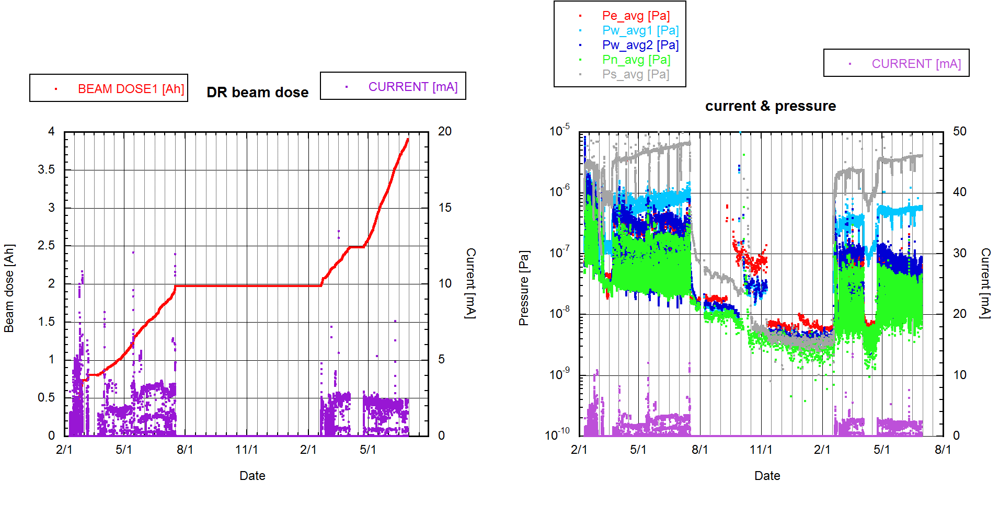 BEAM DOSE1 [Ah]
DR beam dose
CURRENT [mA]
4
3.5
3
2.5
2
1.5
1
0.5
0
Beam dose [Ah]
20
15
10
5
0
Current [mA]
2/1
5/1
8/1
11/1
2/1
5/1
Date
Pe_avg [Pa]
Pw_avg1 [Pa]
Pw_avg2 [Pa]
Pn_avg [Pa]
Ps_avg [Pa]
CURRENT [mA]
current & pressure
10-5
10-6
10-7
10-8
10-9
10-10
Pressure [Pa]
50
40
30
20
10
0
Current [mA]
2/1
5/1
8/1
11/1
2/1
5/1
8/1
Date